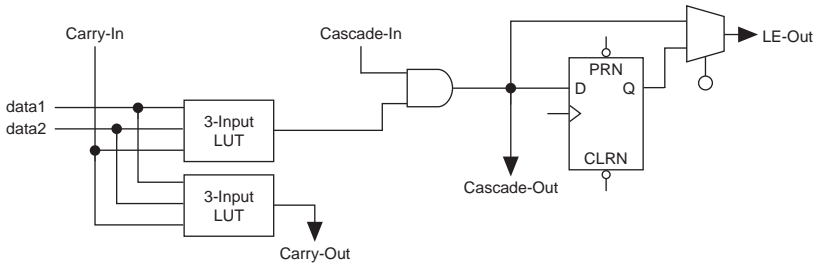 Carry-In
Cascade-In
LE-Out
PRN
D
Q
data1
data2
3-Input
LUT
CLRN
Cascade-Out
3-Input
LUT
Carry-Out